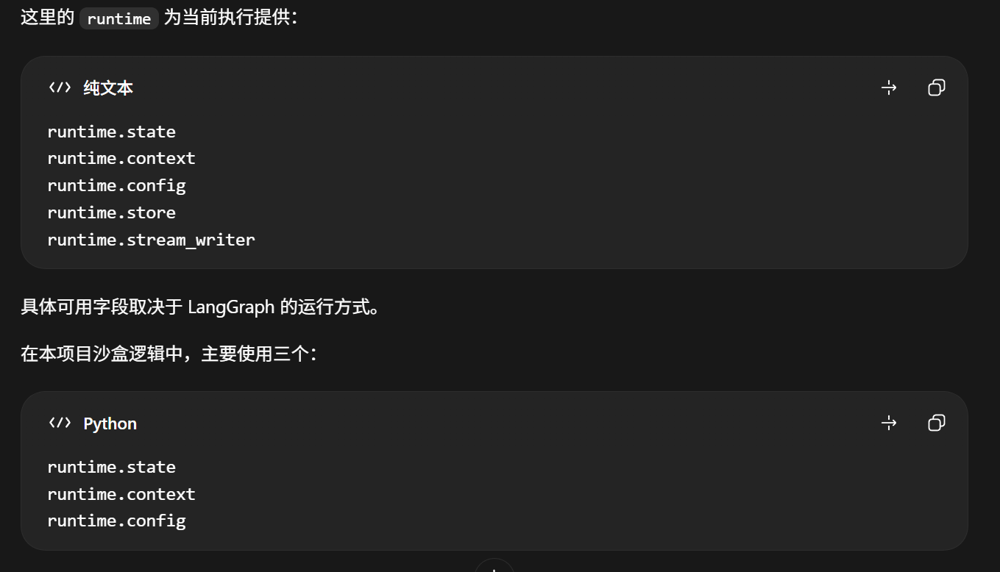 这里的 runtime 为当前执行提供：
纯文本
runtime.state
runtime.context
runtime.config
runtime.store
runtime.stream_writer
具体可用字段取决于 LangGraph 的运行方式。
在本项目沙盒逻辑中，主要使用三个：
Python
runtime.state
runtime.context
runtime.config